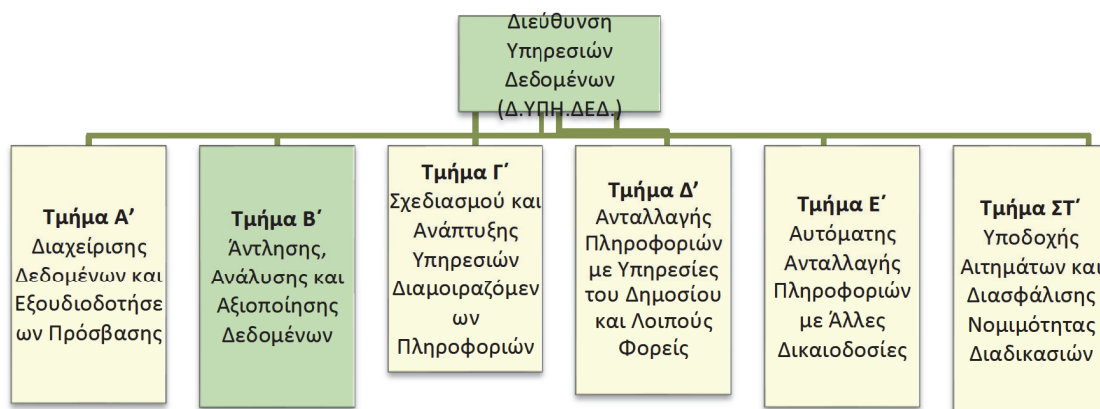 Διεύθυνση
Υπηρεσιών
Δεδομένων
(Δ.ΥΠΗ.ΔΕΔ.)
Τμήμα Α’
Διαχείρισης
Δεδομένων και
Εξουδιοδοτήσε
ων Πρόσβασης
Τμήμα Β΄
Άντλησης,
Ανάλυσης και
Αξιοποίησης
Δεδομένων
Τμήμα Γ΄
Σχεδιασμού και
Ανάπτυξης
Υπηρεσιών
Διαμοιραζόμεν
ων
Πληροφοριών
Τμήμα Δ’
Ανταλλαγής
Πληροφοριών
με Υπηρεσίες
του Δημοσίου
και Λοιπούς
Φορείς
Τμήμα Ε΄
Αυτόματης
Ανταλλαγής
Πληροφοριών
με Άλλες
Δικαιοδοσίες
Τμήμα ΣΤ’
Υποδοχής
Αιτημάτων και
Διασφάλισης
Νομιμότητας
Διαδικασιών